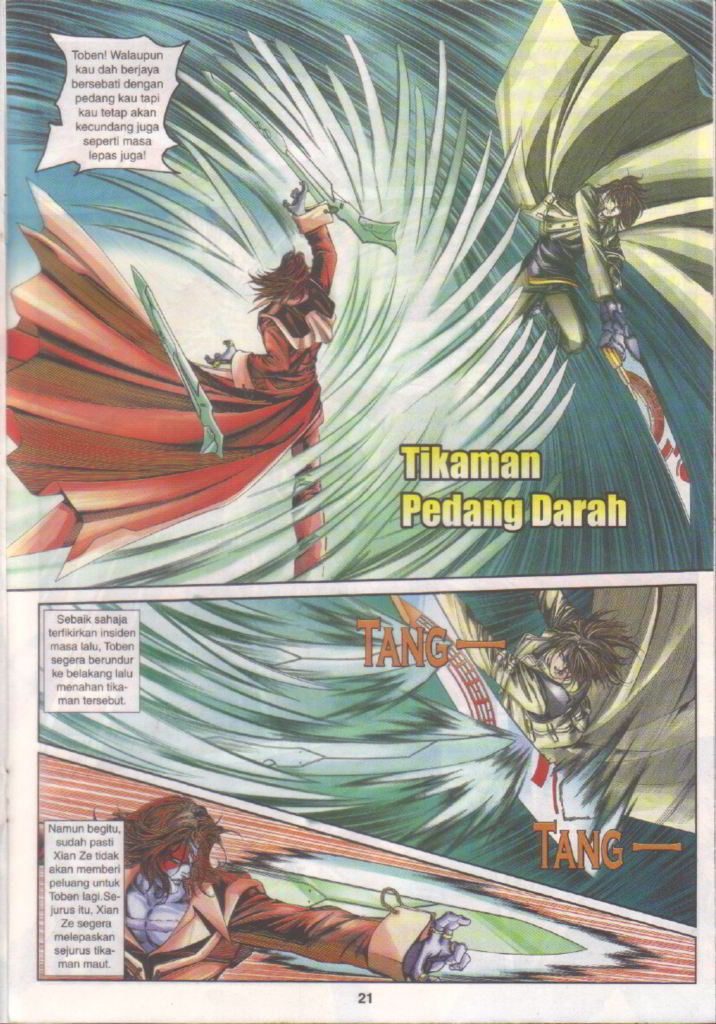 Toben! Walaupun
kau dah berjaya
bersebati dengan
pedang kau tapi
kau tetap akan
kecundang juga
seperti masa
lepas juga!
Tikaman
Pedang Darah
Sebaik sahaja
terfikirkan insiden
masa lalu, Toben
segera berundur
ke belakang lalu
menahan tika-
man tersebut.
TANG—
TANG—
Namun begitu,
sudah pasti
Xian Ze tidak
akan memberi
peluang untuk
Toben lagi.Se-
jurus itu, Xian
Ze segera
melepaskan
sejurus tika-
man maut.
21